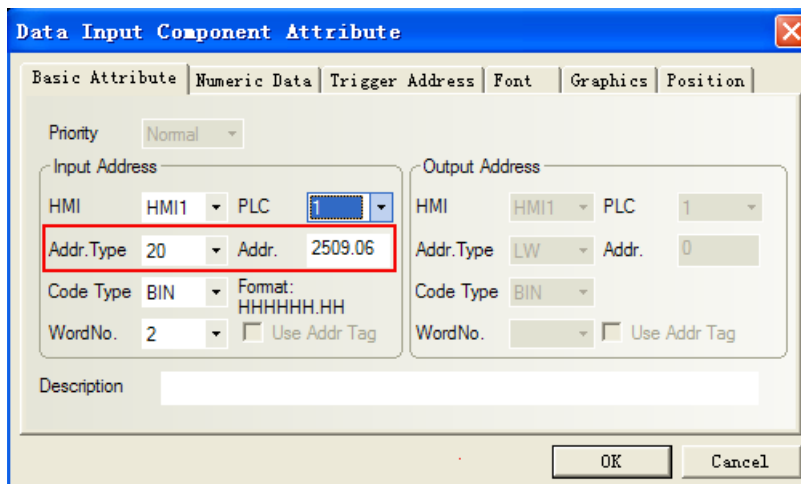 Data Input Component Attribute
Basic Attribute Numeric Data Trigger Address Font Graphics Position
Priority Normal
Input Address
HMI HMI1 PLC 1
Addr.Type 20 Addr. 2509.06
Code Type BIN Format: HHHHHH.HH
WordNo. 2 Use Addr Tag
Output Address
HMI HMI1 PLC 1
Addr.Type LW Addr. 0
Code Type BIN
WordNo. Use Addr Tag
Description
OK Cancel